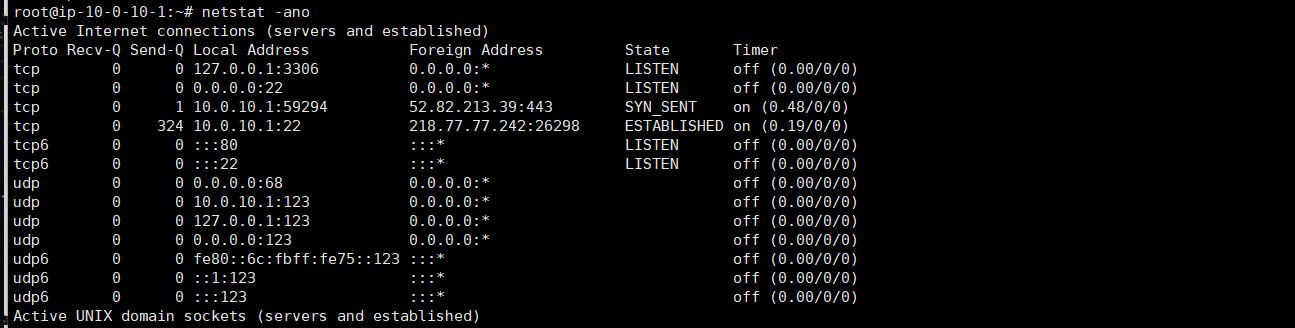 root@ip-10-0-10-1:~# netstat -ano
Active Internet connections (servers and established)
Proto Recv-Q Send-Q Local Address           Foreign Address         State       Timer
tcp        0      0 127.0.0.1:3306          0.0.0.0:*               LISTEN      off (0.00/0/0)
tcp        0      0 0.0.0.0:22              0.0.0.0:*               LISTEN      off (0.00/0/0)
tcp        0      1 10.0.10.1:59294         52.82.213.39:443        SYN_SENT    on (0.48/0/0)
tcp        0    324 10.0.10.1:22            218.77.77.242:26298     ESTABLISHED on (0.19/0/0)
tcp6       0      0 :::80                   :::*                    LISTEN      off (0.00/0/0)
tcp6       0      0 :::22                   :::*                    LISTEN      off (0.00/0/0)
udp        0      0 0.0.0.0:68              0.0.0.0:*                           off (0.00/0/0)
udp        0      0 10.0.10.1:123           0.0.0.0:*                           off (0.00/0/0)
udp        0      0 127.0.0.1:123           0.0.0.0:*                           off (0.00/0/0)
udp        0      0 0.0.0.0:123             0.0.0.0:*                           off (0.00/0/0)
udp6       0      0 fe80::6c:fbff:fe75::123 :::*                                off (0.00/0/0)
udp6       0      0 ::1:123                 :::*                                off (0.00/0/0)
udp6       0      0 :::123                  :::*                                off (0.00/0/0)
Active UNIX domain sockets (servers and established)